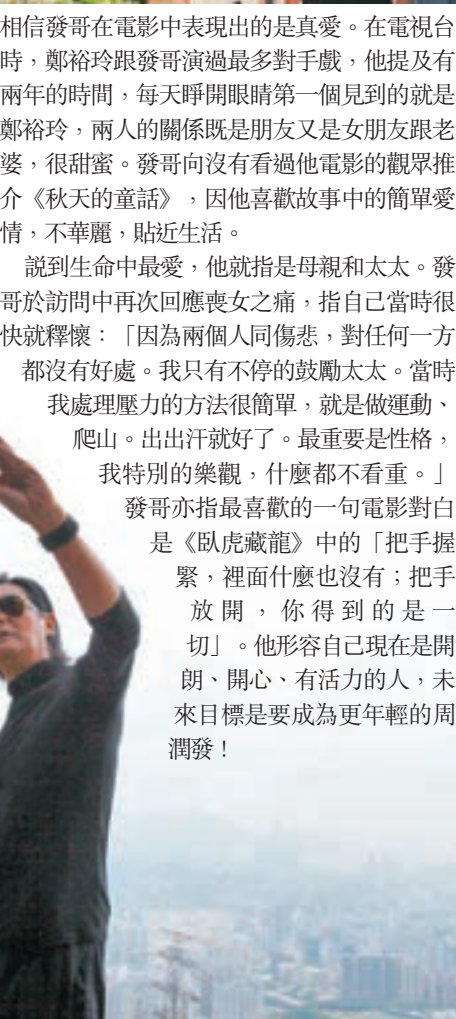 相信發哥在電影中表現出的是真愛。在電視台
時，鄭裕玲跟發哥演過最多對手戲，他提及有
兩年的時間，每天睜開眼睛第一個見到的就是
鄭裕玲，兩人的關係既是朋友又是女朋友跟老
婆，很甜蜜。發哥向沒有看過他電影的觀眾推
介《秋天的童話》，因他喜歡故事中的簡單愛
情，不華麗，貼近生活。
説到生命中最愛，他就指是母親和太太。發
哥於訪問中再次回應喪女之痛，指自己當時很
快就釋懷：「因為兩個人同傷悲，對任何一方
都沒有好處。我只有不停的鼓勵太太。當時
我處理壓力的方法很簡單，就是做運動、
爬山。出出汗就好了。最重要是性格，
我特別的樂觀，什麼都不看重。」
發哥亦指最喜歡的一句電影對白
是《臥虎藏龍》中的「把手握
緊，裡面什麼也沒有；把手
放開，你得到的是一
切」。他形容自己現在是開
朗、開心、有活力的人，未
來目標是要成為更年輕的周
潤發！